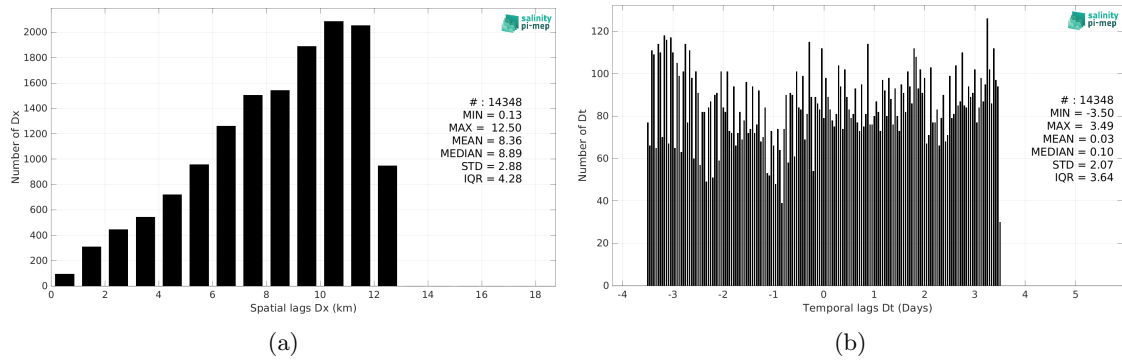 salinity
pi-mep
2000
1800
1600
1400
1200
1000
800
600
400
200
0
Number of Dx
# : 14348
MIN = 0.13
MAX = 12.50
MEAN = 8.36
MEDIAN = 8.89
STD = 2.88
IQR = 4.28
0 2 4 6 8 10 12 14 16 18
Spatial lags Dx (km)
(a)
salinity
pi-mep
120
100
80
60
40
20
0
Number of Dt
# : 14348
MIN = -3.50
MAX = 3.49
MEAN = 0.03
MEDIAN = 0.10
STD = 2.07
IQR = 3.64
-4 -3 -2 -1 0 1 2 3 4 5
Temporal lags Dt (Days)
(b)